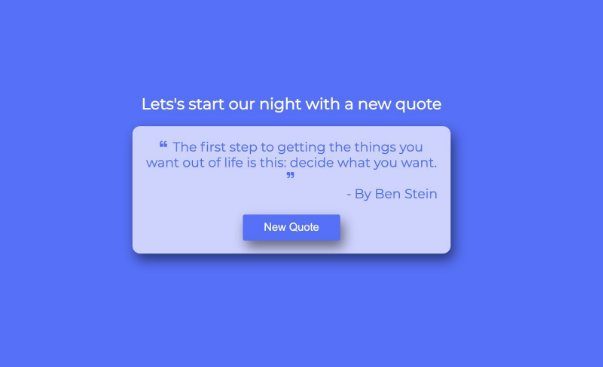 Lets's start our night with a new quote
❝ The first step to getting the things you
want out of life is this: decide what you want.
❞
- By Ben Stein
New Quote